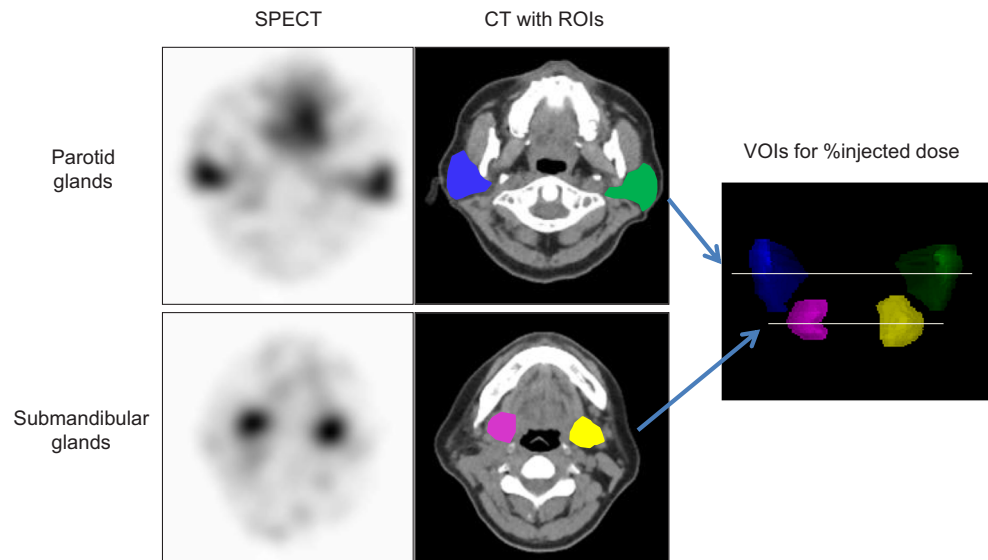 SPECT
CT with ROIs
Parotid
glands
VOIs for %injected dose
Submandibular
glands